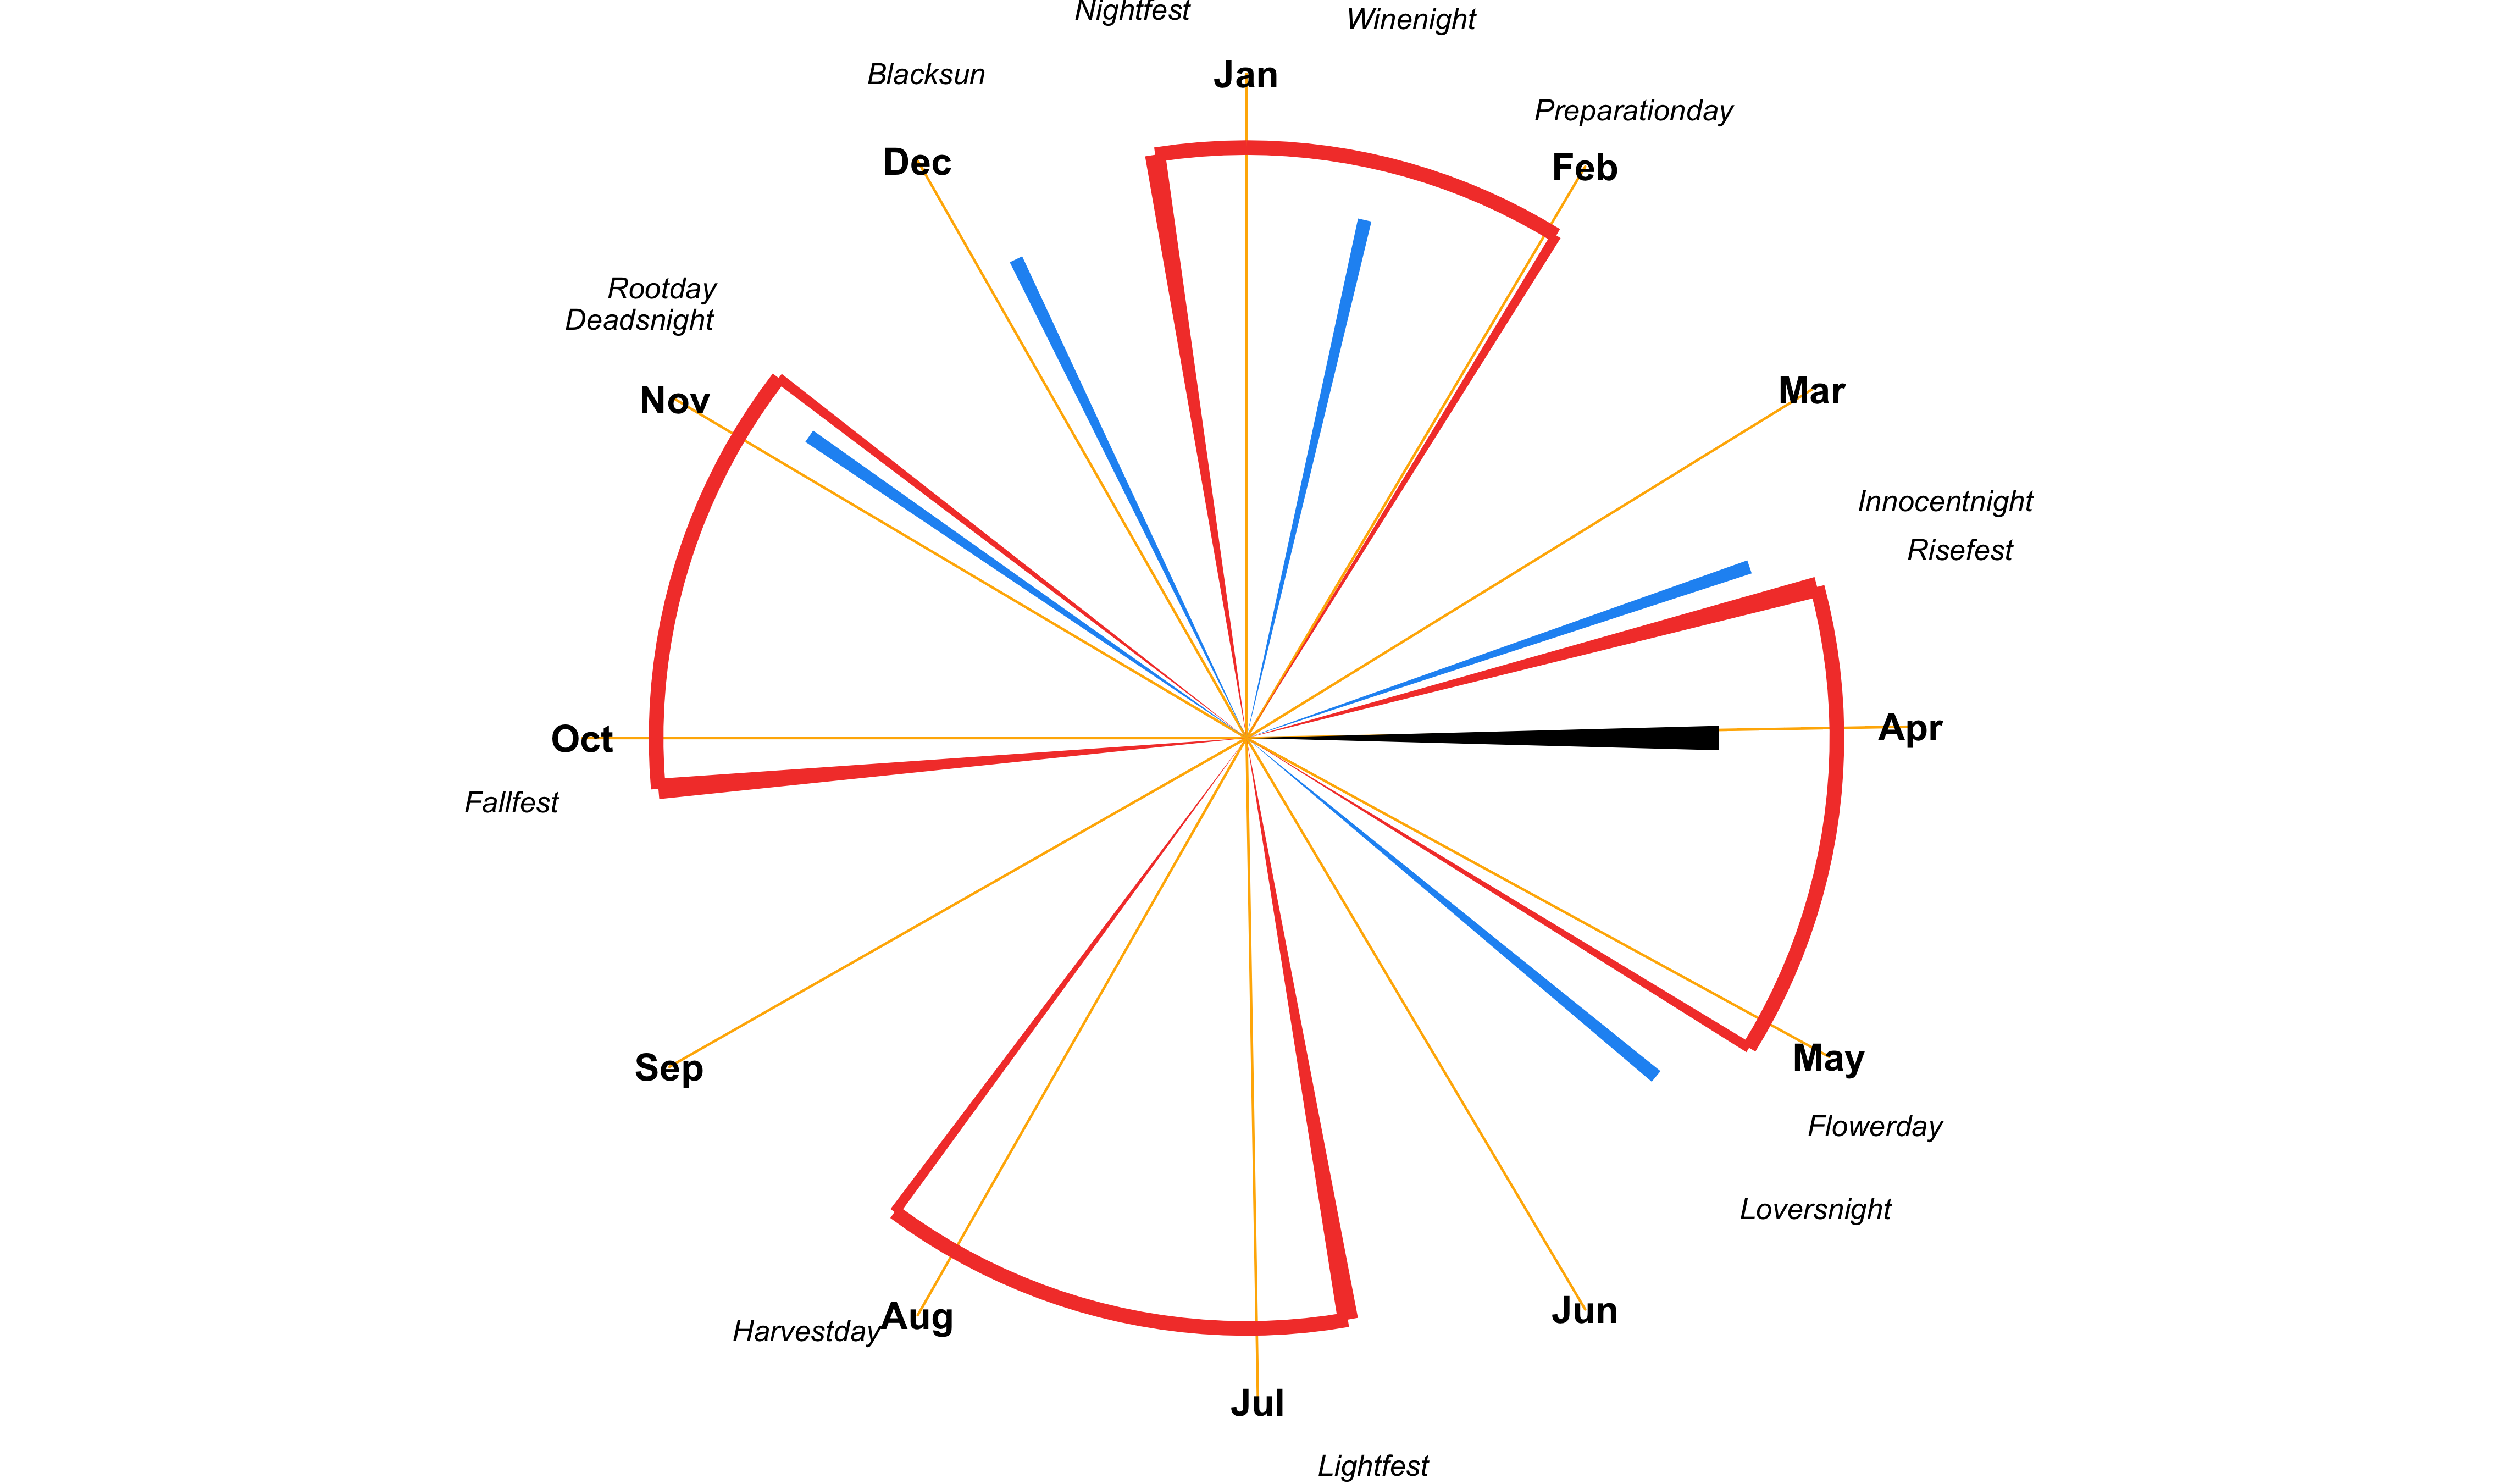 Nightfest
Winenight
Blacksun
Jan
Preparationday
Dec
Feb
Rootday
Deadsnight
Nov
Mar
Innocentnight
Risefest
Oct
Apr
Fallfest
Sep
May
Flowerday
Loversnight
Harvestday
Aug
Jun
Jul
Lightfest